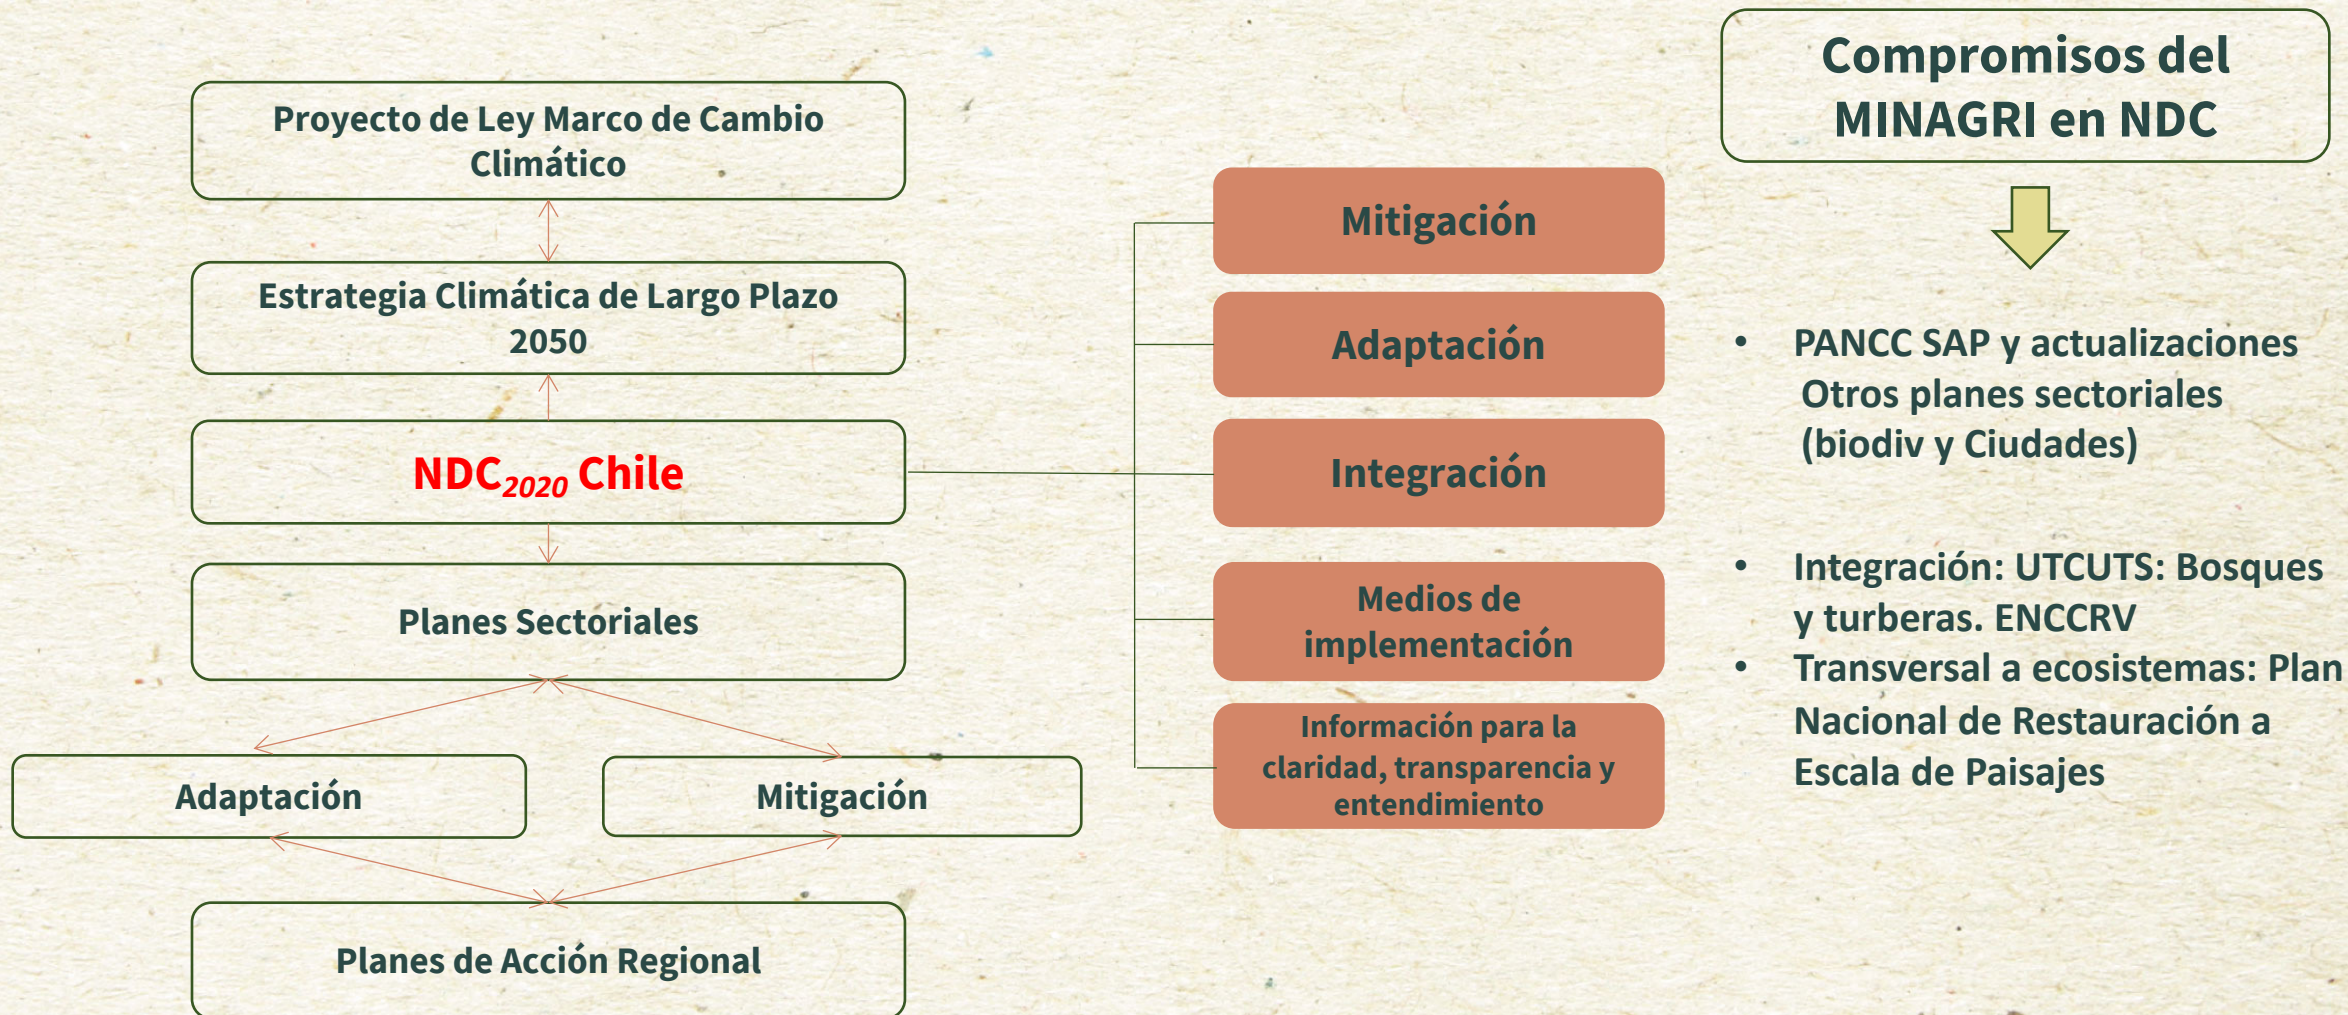 Proyecto de Ley Marco de Cambio
Climático
Estrategia Climática de Largo Plazo
2050
NDC2020 Chile
Planes Sectoriales
Adaptación
Mitigación
Planes de Acción Regional
Mitigación
Adaptación
Integración
Medios de
implementación
Información para la
claridad, transparencia y
entendimiento
Compromisos del
MINAGRI en NDC
• PANCC SAP y actualizaciones
Otros planes sectoriales
(biodiv y Ciudades)
• Integración: UTCUTS: Bosques
y turberas. ENCCRV
• Transversal a ecosistemas: Plan
Nacional de Restauración a
Escala de Paisajes